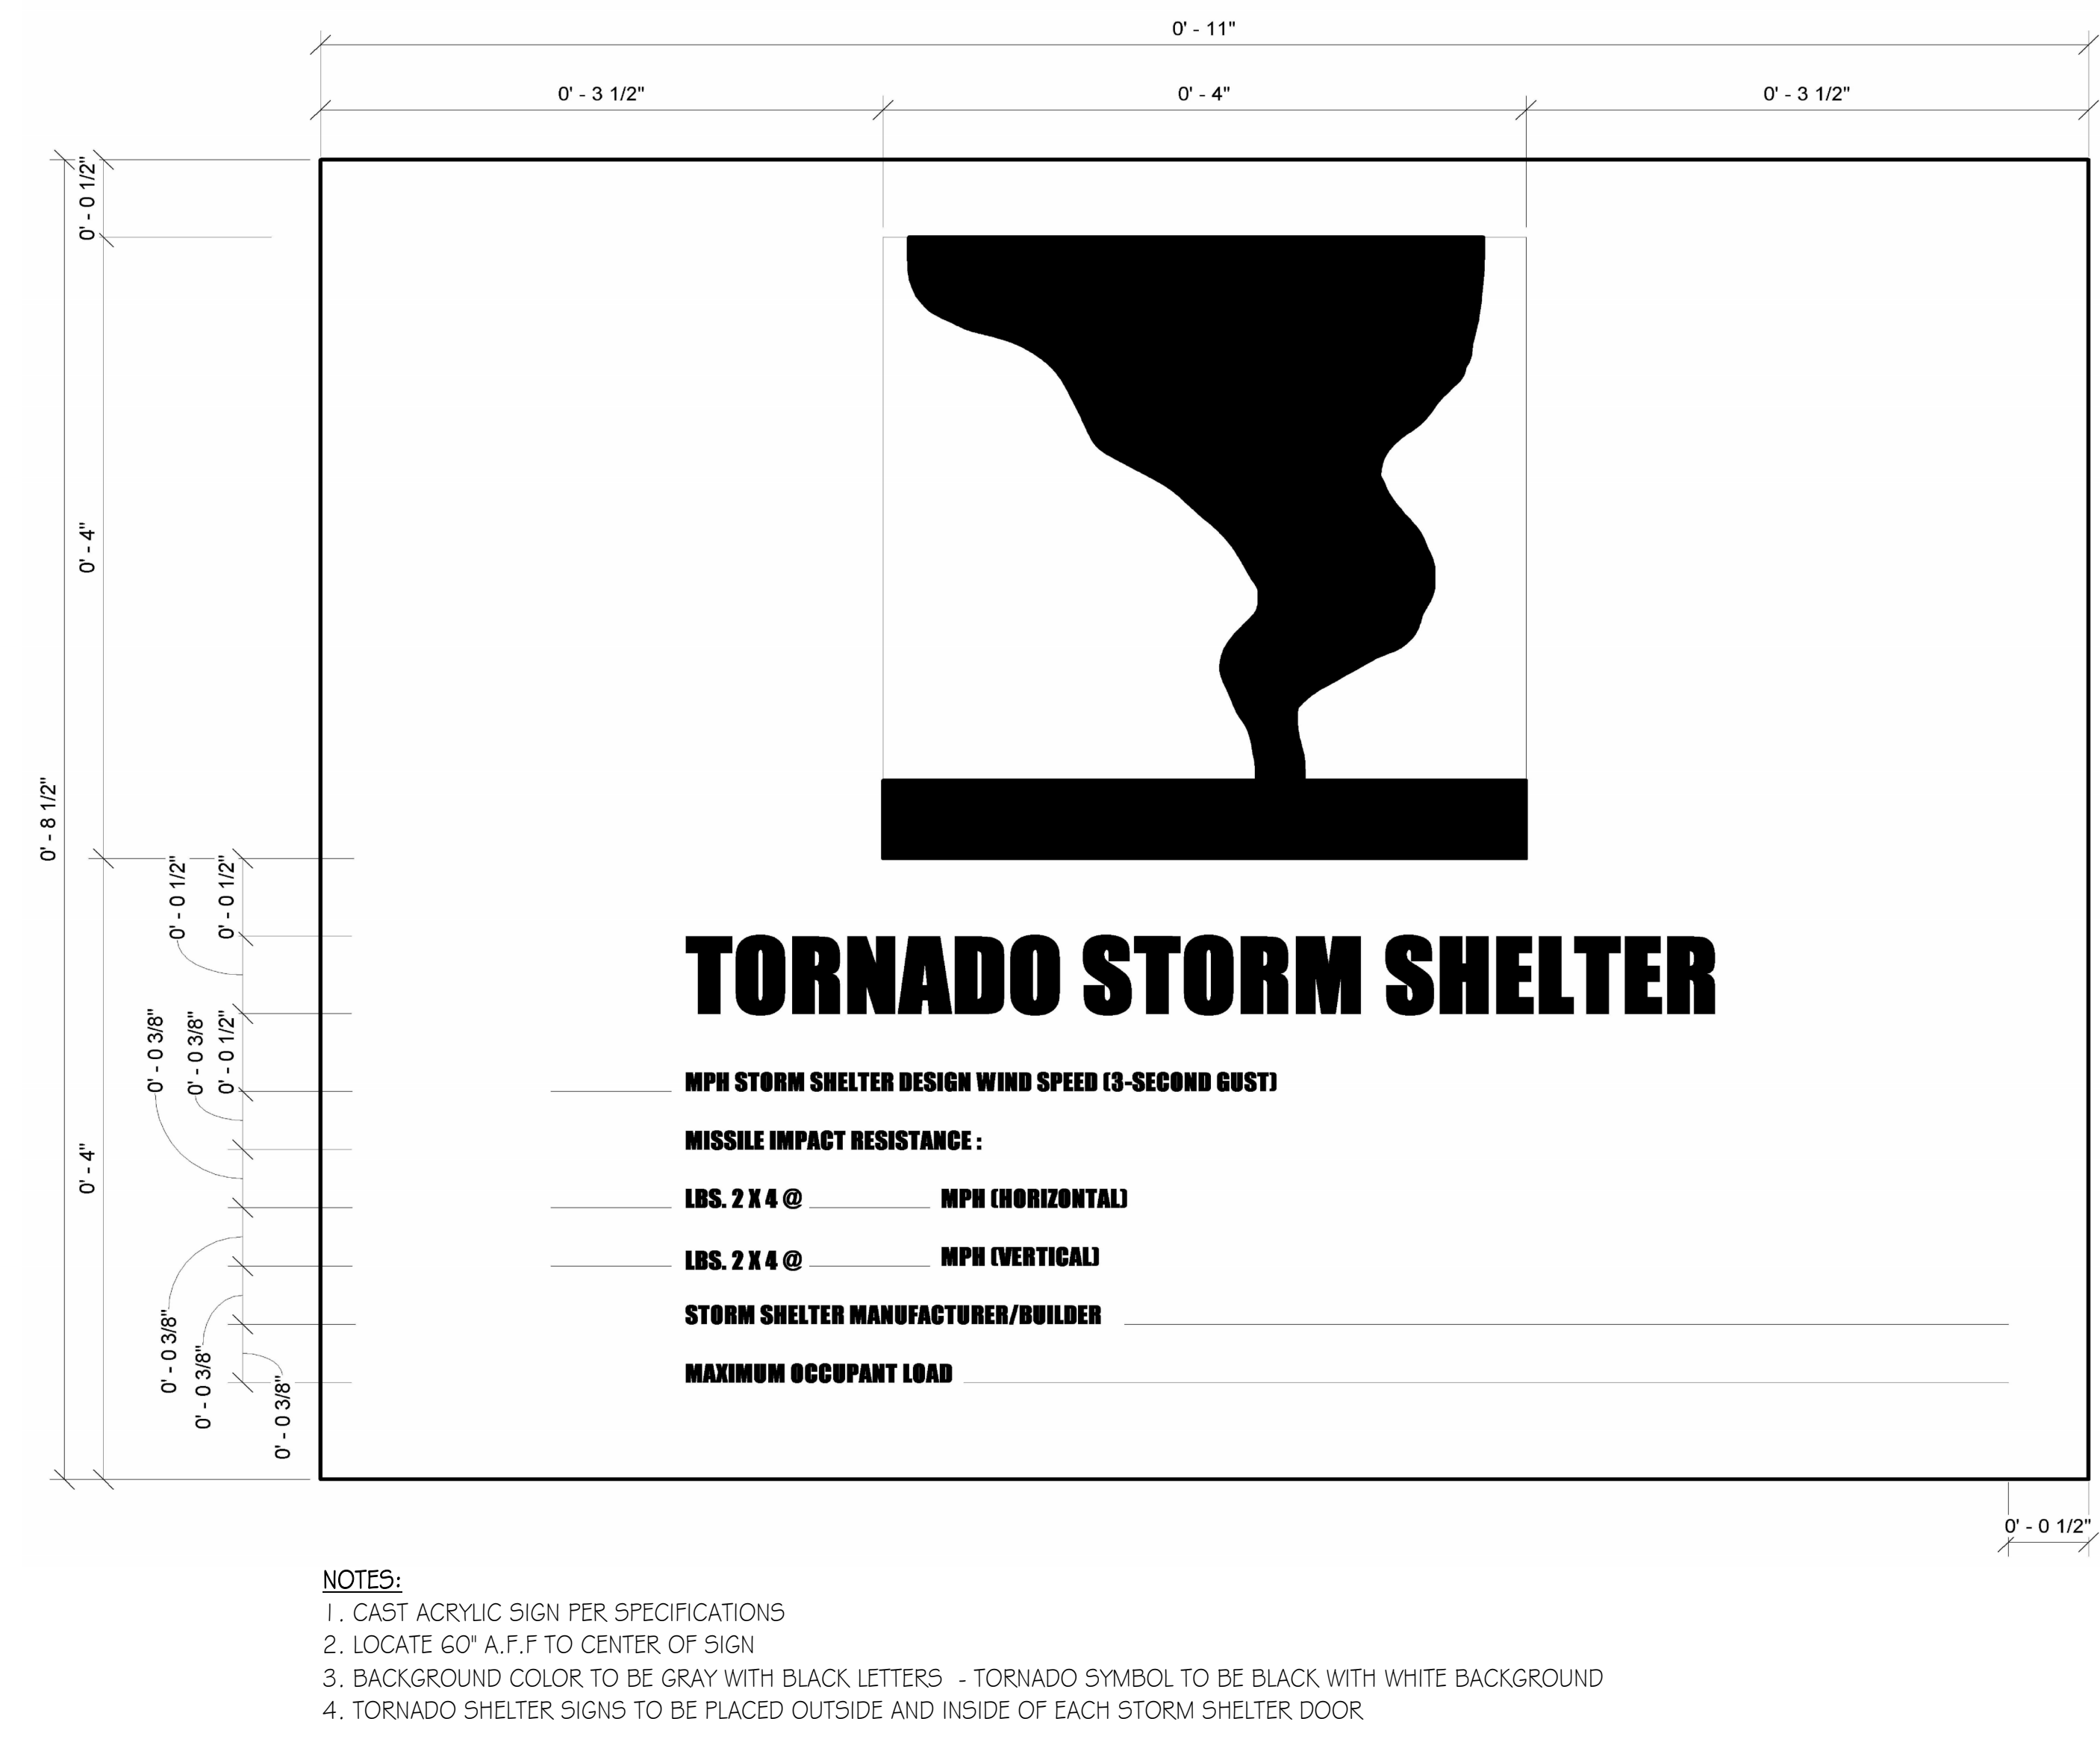 0' - 11"
0' - 3 1/2" 0' - 4" 0' - 3 1/2"
0' - 0 1/2"
0' - 4"
0' - 8 1/2"
0' - 0 1/2" 0' - 0 1/2"
TORNADO STORM SHELTER
0' - 0 3/8" 0' - 0 3/8" 0' - 0 1/2"
MPH STORM SHELTER DESIGN WIND SPEED (3-SECOND GUST)
MISSILE IMPACT RESISTANCE :
0' - 4"
LBS. 2 X 4 @ MPH (HORIZONTAL)
LBS. 2 X 4 @ MPH (VERTICAL)
STORM SHELTER MANUFACTURER/BUILDER
0' - 0 3/8" 0' - 0 3/8" 0' - 0 3/8"
MAXIMUM OCCUPANT LOAD
0' - 0 1/2"
NOTES:
1. CAST ACRYLIC SIGN PER SPECIFICATIONS
2. LOCATE 60" A.F.F TO CENTER OF SIGN
3. BACKGROUND COLOR TO BE GRAY WITH BLACK LETTERS - TORNADO SYMBOL TO BE BLACK WITH WHITE BACKGROUND
4. TORNADO SHELTER SIGNS TO BE PLACED OUTSIDE AND INSIDE OF EACH STORM SHELTER DOOR